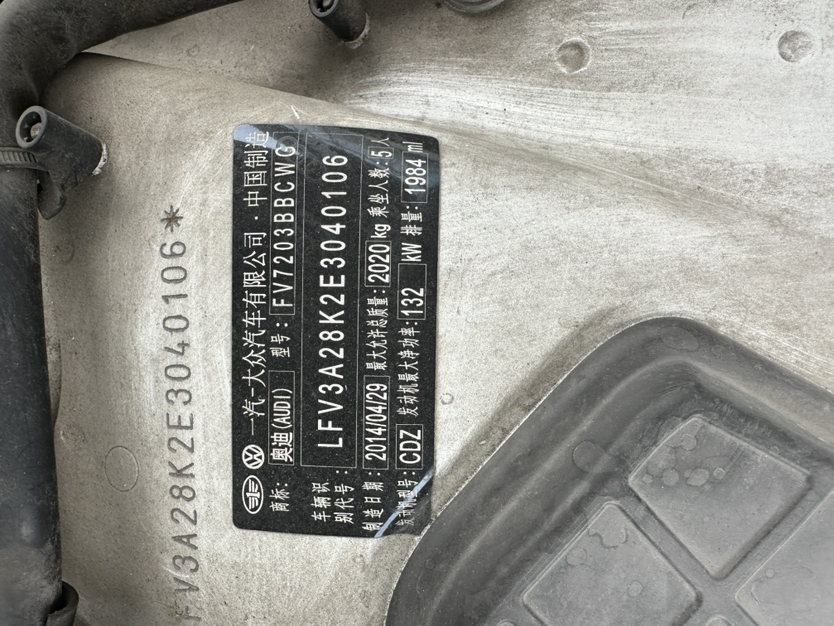 FV3A28K2E3040106*
一汽-大众汽车有限公司·中国制造
商标: 奥迪(AUDI) 型号: FV7203BBCWG
车辆识别代号: LFV3A28K2E3040106
制造日期: 2014/04/29 最大允许总质量: 2020 kg 乘坐人数: 5人
发动机型号: CDZ 发动机最大净功率: 132 kW 排量: 1984 ml